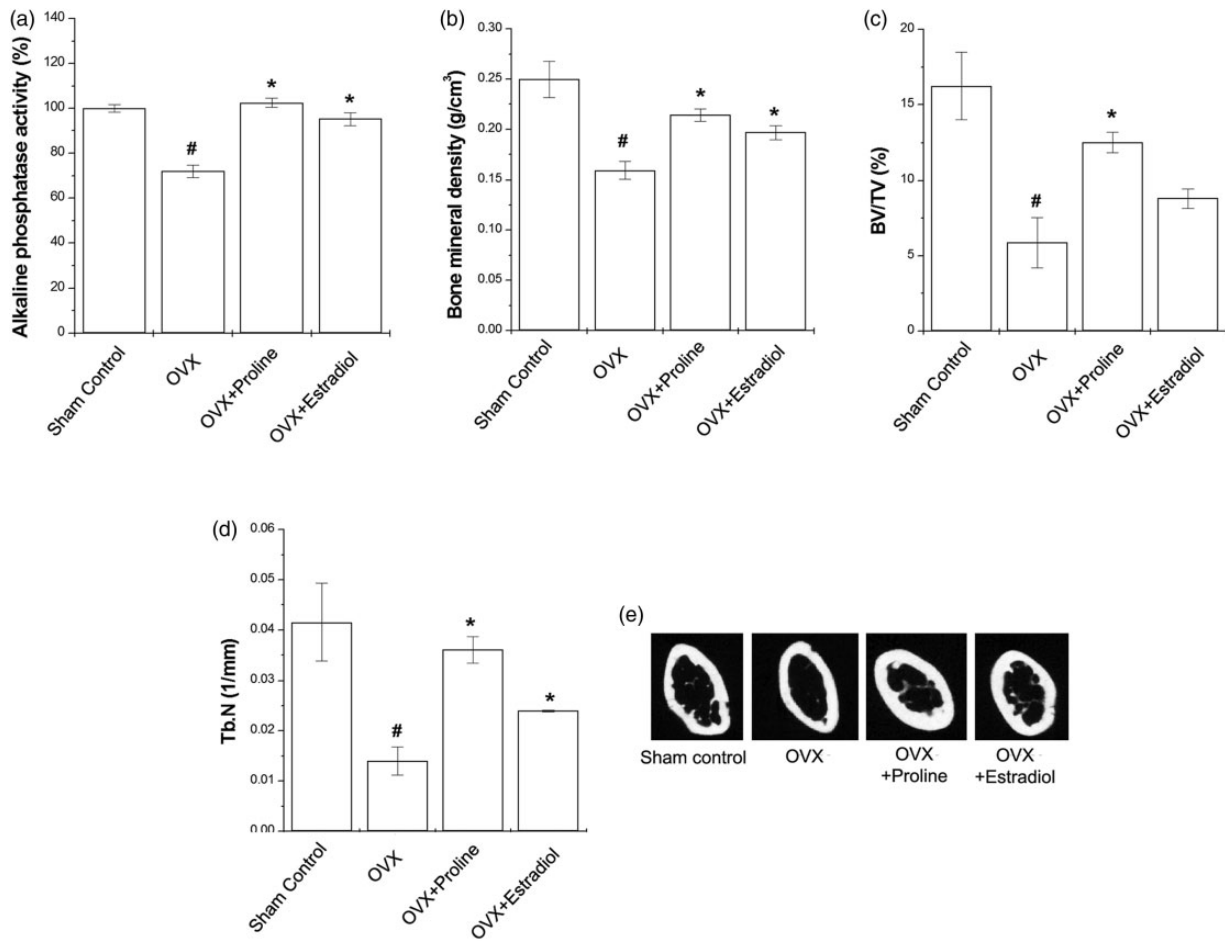 (a)
Alkaline phosphatase activity (%)
140
120
100
80
60
40
20
0
#
*
*
Sham Control
OVX
OVX+Proline
OVX+Estradiol
(b)
Bone mineral density (g/cm³)
0.30
0.25
0.20
0.15
0.10
0.05
0.00
#
*
*
Sham Control
OVX
OVX+Proline
OVX+Estradiol
(c)
BV/TV (%)
20
15
10
5
0
#
*
Sham Control
OVX
OVX+Proline
OVX+Estradiol
(d)
Tb.N (1/mm)
0.06
0.05
0.04
0.03
0.02
0.01
0.00
#
*
*
Sham Control
OVX
OVX+Proline
OVX+Estradiol
(e)
Sham control
OVX
OVX
+Proline
OVX
+Estradiol